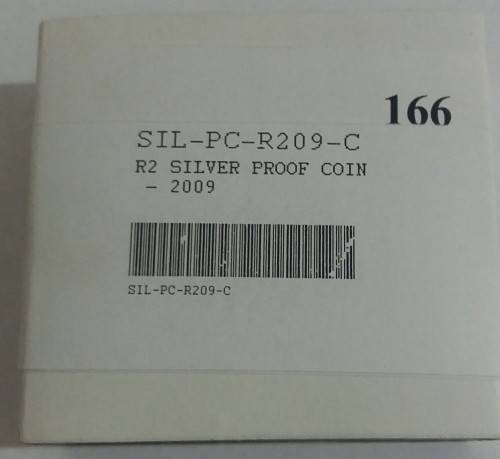 166
SIL-PC-R209-C
R2 SILVER PROOF COIN
- 2009
SIL-PC-R209-C